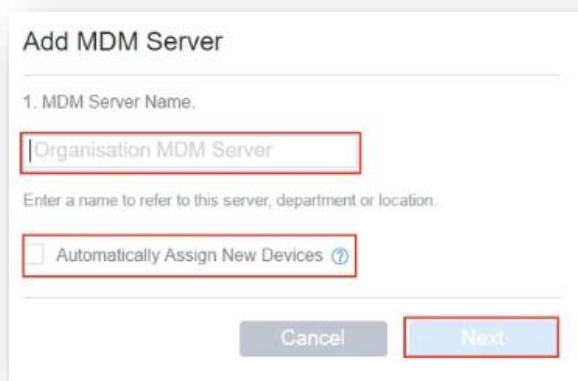 Add MDM Server
1. MDM Server Name.
Organisation MDM Server
Enter a name to refer to this server, department or location.
Automatically Assign New Devices ?
Cancel Next